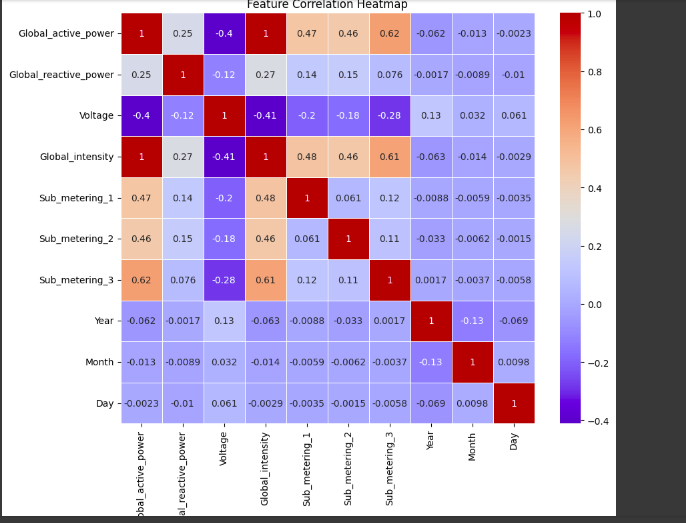 Feature Correlation Heatmap
Global_active_power 1 0.25 -0.4 1 0.47 0.46 0.62 -0.062 -0.013 -0.0023
Global_reactive_power 0.25 1 -0.12 0.27 0.14 0.15 0.076 -0.0017 -0.0089 -0.01
Voltage -0.4 -0.12 1 -0.41 -0.2 -0.18 -0.28 0.13 0.032 0.061
Global_intensity 1 0.27 -0.41 1 0.48 0.46 0.61 -0.063 -0.014 -0.0029
Sub_metering_1 0.47 0.14 -0.2 0.48 1 0.061 0.12 -0.0088 -0.0059 -0.0035
Sub_metering_2 0.46 0.15 -0.18 0.46 0.061 1 0.11 -0.033 -0.0062 -0.0015
Sub_metering_3 0.62 0.076 -0.28 0.61 0.12 0.11 1 0.0017 -0.0037 -0.0058
Year -0.062 -0.0017 0.13 -0.063 -0.0088 -0.033 0.0017 1 -0.13 -0.069
Month -0.013 -0.0089 0.032 -0.014 -0.0059 -0.0062 -0.0037 -0.13 1 0.0098
Day -0.0023 -0.01 0.061 -0.0029 -0.0035 -0.0015 -0.0058 -0.069 0.0098 1
obal_active_power
al_reactive_power
Voltage
Global_intensity
Sub_metering_1
Sub_metering_2
Sub_metering_3
Year
Month
Day
1.0
0.8
0.6
0.4
0.2
0.0
−0.2
−0.4